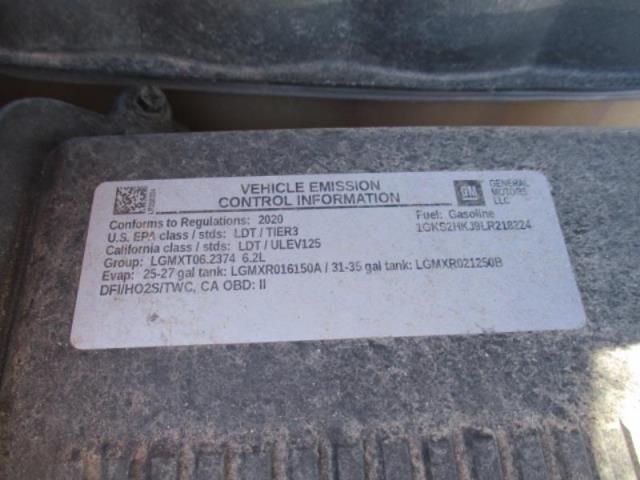 VEHICLE EMISSION
CONTROL INFORMATION
GM GENERAL
MOTORS
LLC
Conforms to Regulations: 2020
Fuel: Gasoline
U.S. EPA class / stds: LDT / TIER3
1GKS2HKJ9LR218224
California class / stds: LDT / ULEV125
Group: LGMXT06.2374 6.2L
Evap: 25-27 gal tank: LGMXR016150A / 31-35 gal tank: LGMXR021250B
DFI/HO2S/TWC, CA OBD: II